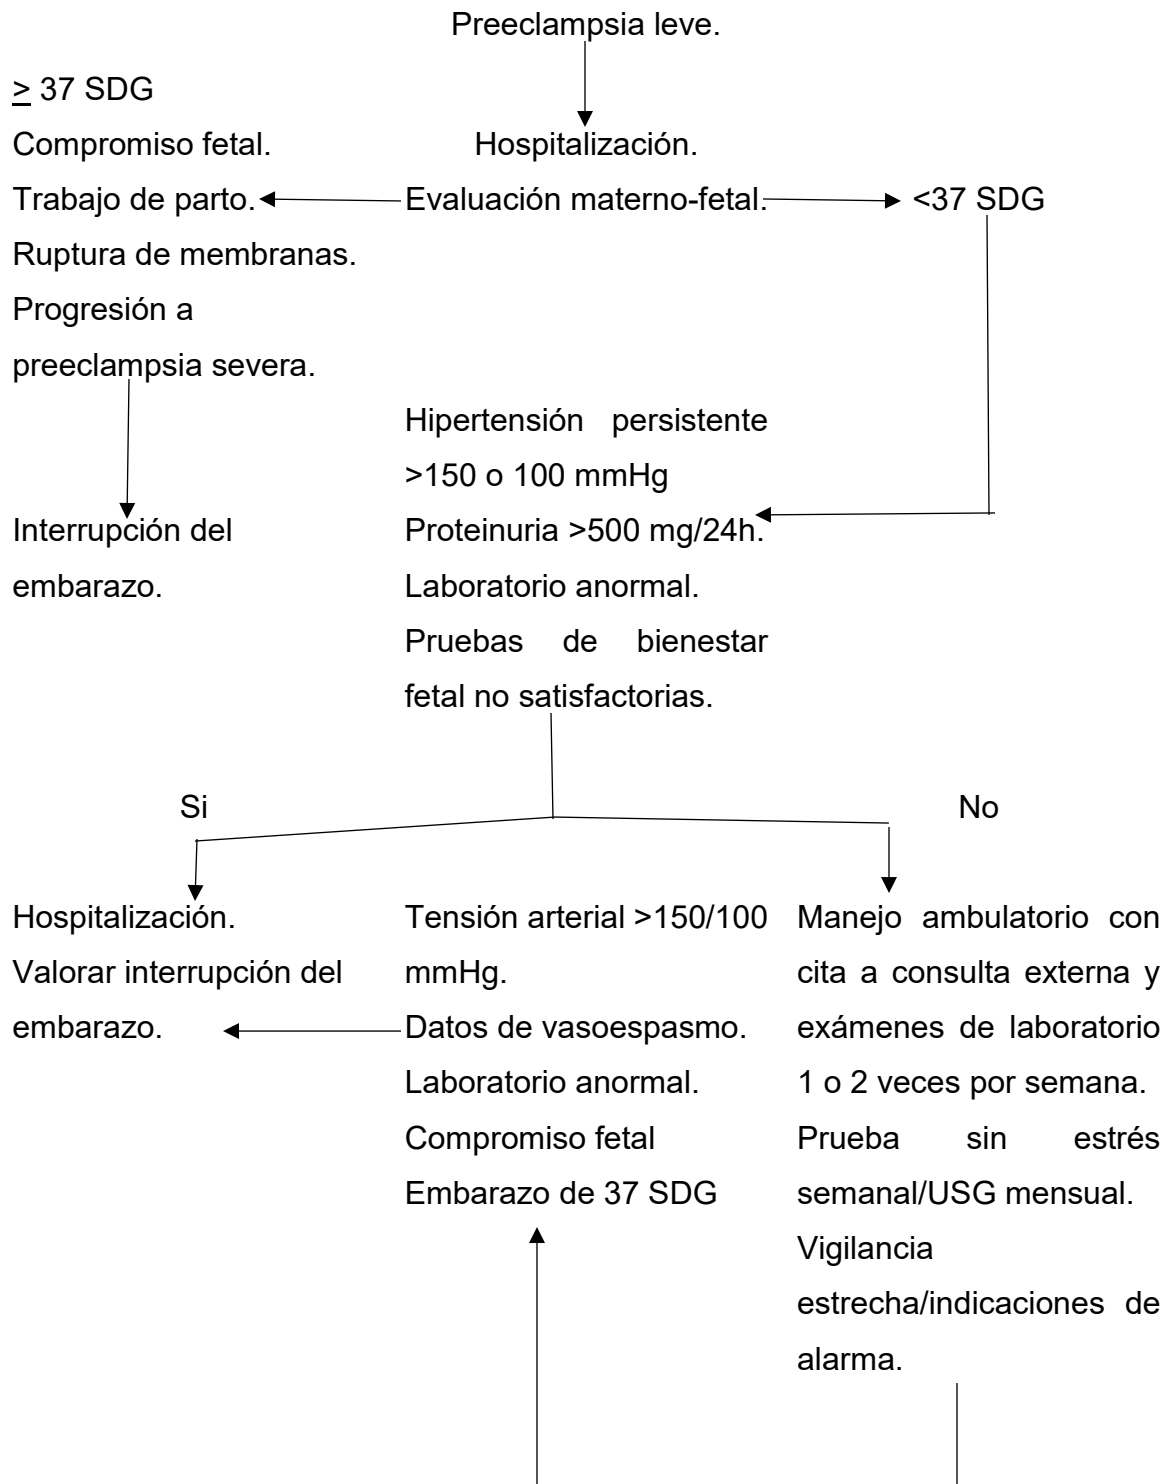 Preeclampsia leve.
≥ 37 SDG
Compromiso fetal.
Trabajo de parto.
Ruptura de membranas.
Progresión a
preeclampsia severa.
Interrupción del
embarazo.
Hospitalización.
Evaluación materno-fetal.
<37 SDG
Hipertensión persistente
>150 o 100 mmHg
Proteinuria >500 mg/24h.
Laboratorio anormal.
Pruebas de bienestar
fetal no satisfactorias.
Si
No
Hospitalización.
Valorar interrupción del
embarazo.
Tensión arterial >150/100
mmHg.
Datos de vasoespasmo.
Laboratorio anormal.
Compromiso fetal
Embarazo de 37 SDG
Manejo ambulatorio con
cita a consulta externa y
exámenes de laboratorio
1 o 2 veces por semana.
Prueba sin estrés
semanal/USG mensual.
Vigilancia
estrecha/indicaciones de
alarma.